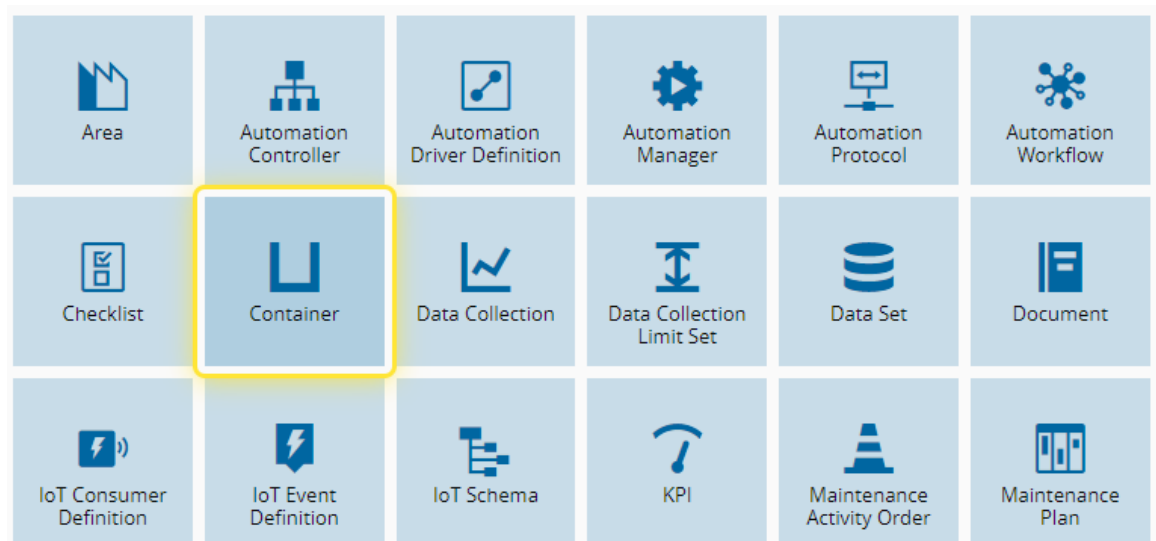 Area
Automation
Controller
Automation
Driver Definition
Automation
Manager
Automation
Protocol
Automation
Workflow
Checklist
Container
Data Collection
Data Collection
Limit Set
Data Set
Document
IoT Consumer
Definition
IoT Event
Definition
IoT Schema
KPI
Maintenance
Activity Order
Maintenance
Plan